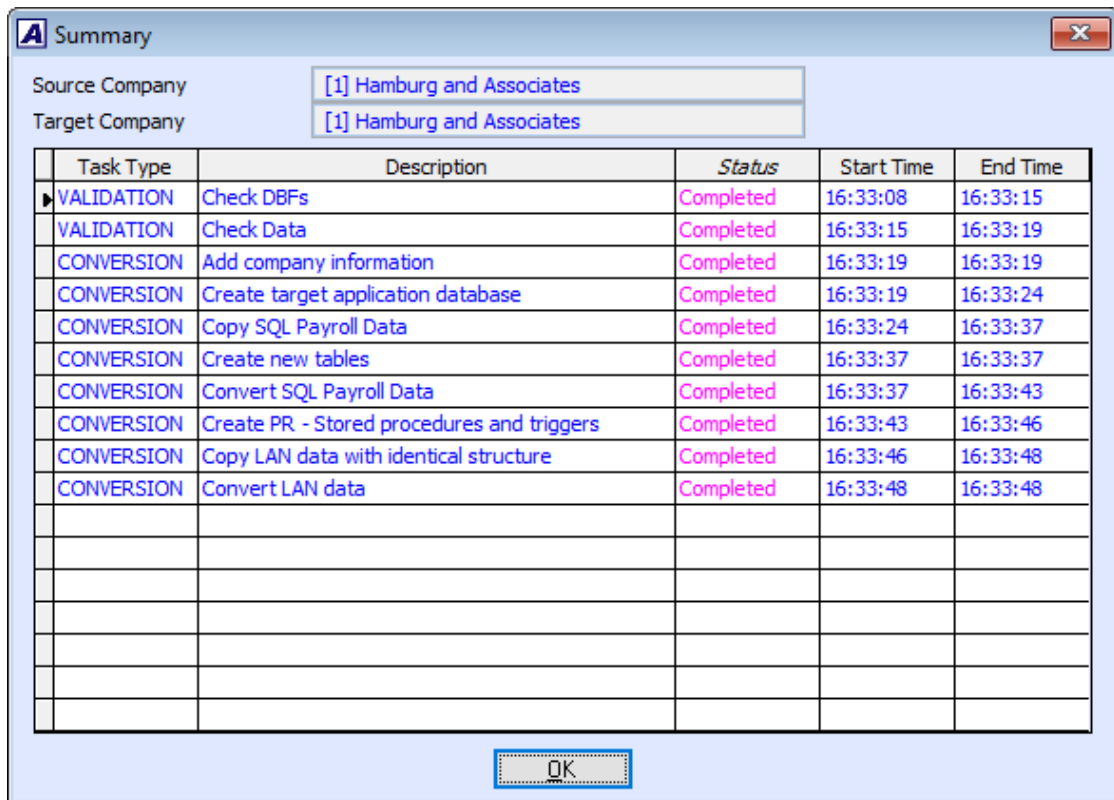 A Summary
Source Company [1] Hamburg and Associates
Target Company [1] Hamburg and Associates
Task Type Description Status Start Time End Time
VALIDATION Check DBFs Completed 16:33:08 16:33:15
VALIDATION Check Data Completed 16:33:15 16:33:19
CONVERSION Add company information Completed 16:33:19 16:33:19
CONVERSION Create target application database Completed 16:33:19 16:33:24
CONVERSION Copy SQL Payroll Data Completed 16:33:24 16:33:37
CONVERSION Create new tables Completed 16:33:37 16:33:37
CONVERSION Convert SQL Payroll Data Completed 16:33:37 16:33:43
CONVERSION Create PR - Stored procedures and triggers Completed 16:33:43 16:33:46
CONVERSION Copy LAN data with identical structure Completed 16:33:46 16:33:48
CONVERSION Convert LAN data Completed 16:33:48 16:33:48
OK